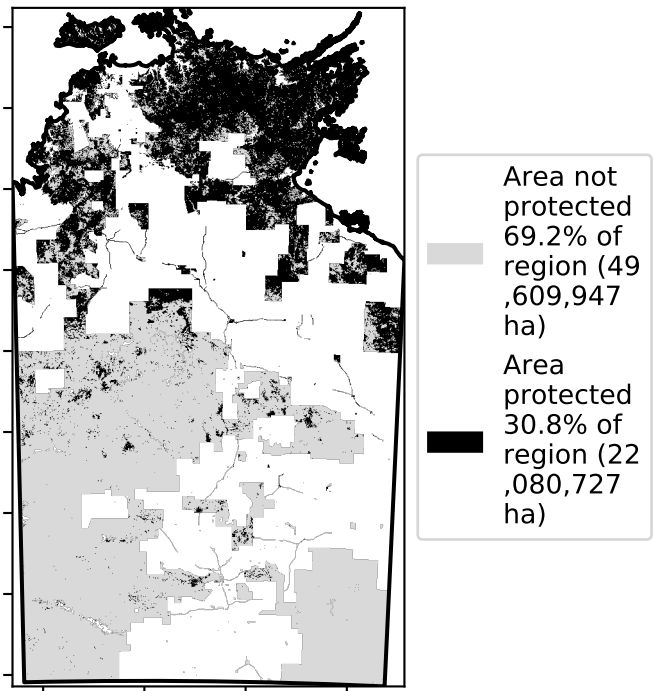 Area not
protected
69.2% of
region (49
,609,947
ha)
Area
protected
30.8% of
region (22
,080,727
ha)